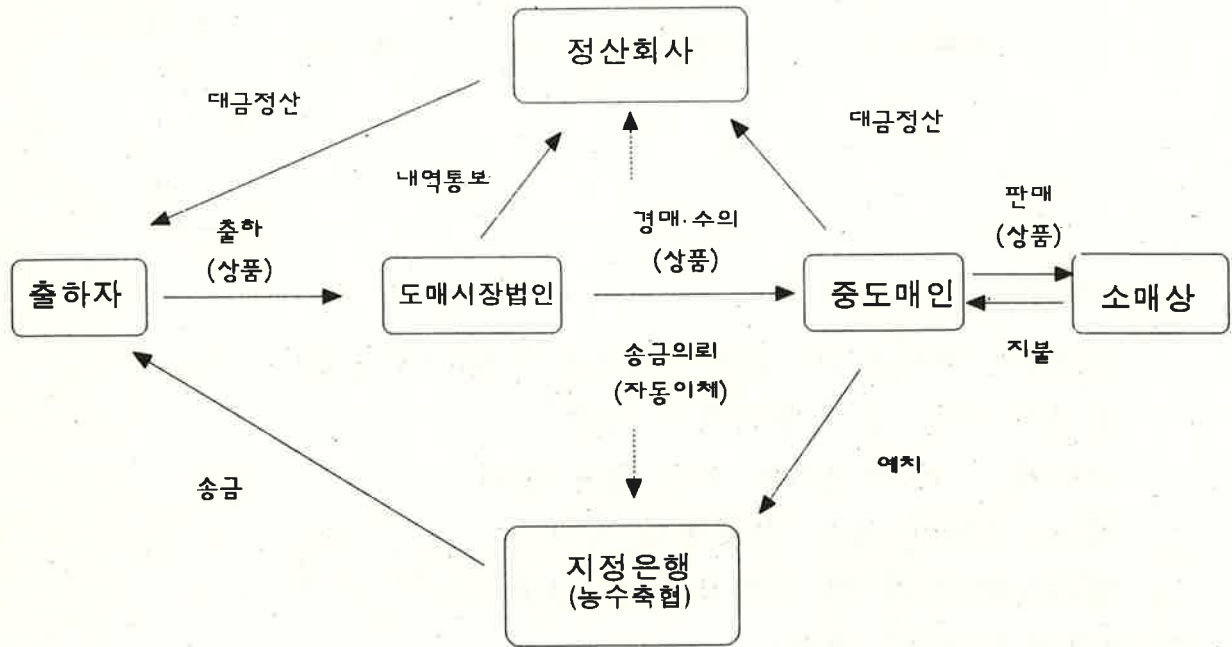 정산회사
대금정산
대금정산
내역통보
출하
(상품)
경매·수의
(상품)
판매
(상품)
출하자
도매시장법인
중도매인
소매상
지불
송금의뢰
(자동이체)
예치
송금
지정은행
(농수축협)